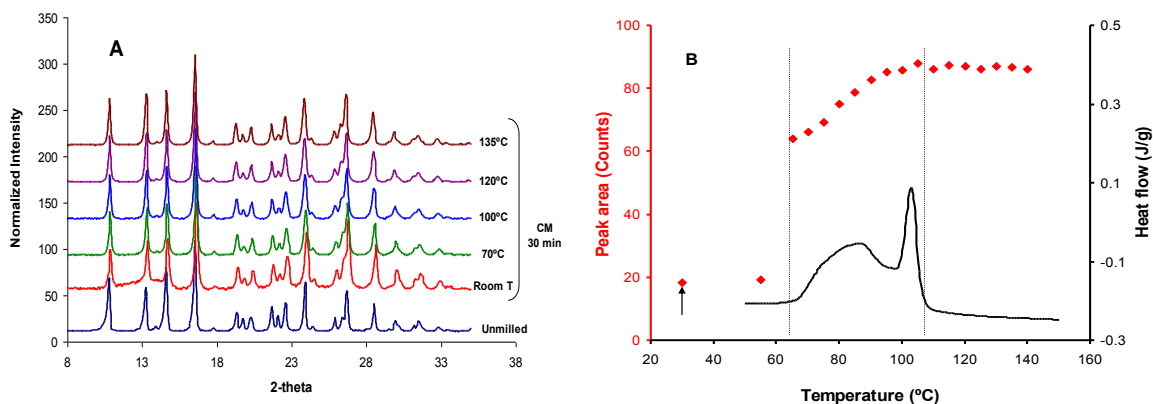 A
Normalized Intensity
350
300
250
200
150
100
50
0
135ºC
120ºC
100ºC
70ºC
Room T
Unmilled
CM
30 min
8
13
18
23
28
33
38
2-theta
B
Peak area (Counts)
100
80
60
40
20
0
0.5
0.3
0.1
-0.1
-0.3
Heat flow (J/g)
20
40
60
80
100
120
140
160
Temperature (ºC)